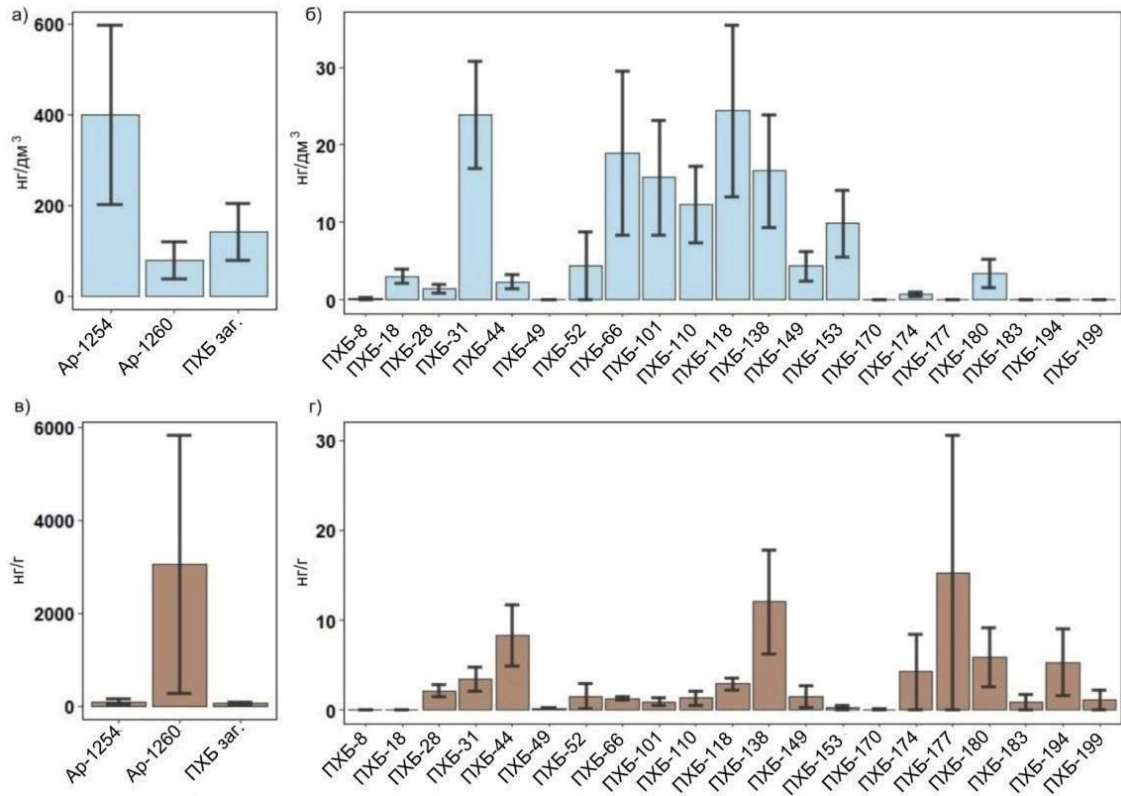 а)
600
400
200
0
нг/дм³
Ар-1254
Ар-1260
ПХБ заг.
б)
30
20
10
0
нг/дм³
ПХБ-8
ПХБ-18
ПХБ-28
ПХБ-31
ПХБ-44
ПХБ-49
ПХБ-52
ПХБ-66
ПХБ-101
ПХБ-110
ПХБ-118
ПХБ-138
ПХБ-149
ПХБ-153
ПХБ-170
ПХБ-174
ПХБ-177
ПХБ-180
ПХБ-183
ПХБ-194
ПХБ-199
в)
6000
4000
2000
0
нг/г
Ар-1254
Ар-1260
ПХБ заг.
г)
30
20
10
0
ПХБ-8
ПХБ-18
ПХБ-28
ПХБ-31
ПХБ-44
ПХБ-49
ПХБ-52
ПХБ-66
ПХБ-101
ПХБ-110
ПХБ-118
ПХБ-138
ПХБ-149
ПХБ-153
ПХБ-170
ПХБ-174
ПХБ-177
ПХБ-180
ПХБ-183
ПХБ-194
ПХБ-199
нг/г